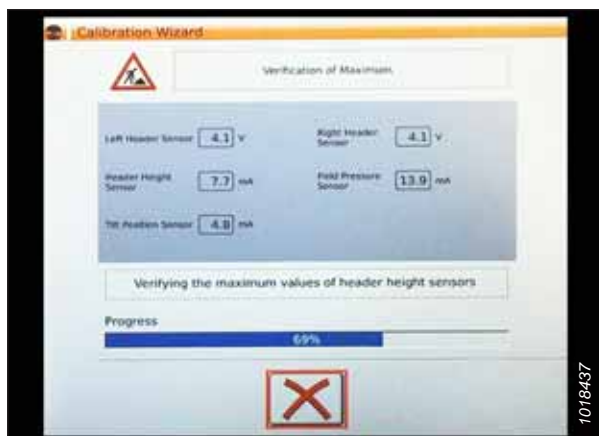 Calibration Wizard
Verification of Maximum.
Left Header Sensor 4.1 V
Right Header
Sensor 4.1 V
Header Height
Sensor 7.7 mA
Field Pressure
Sensor 13.9 mA
Tilt Position Sensor 4.8 mA
Verifying the maximum values of header height sensors
Progress
69%
1018437